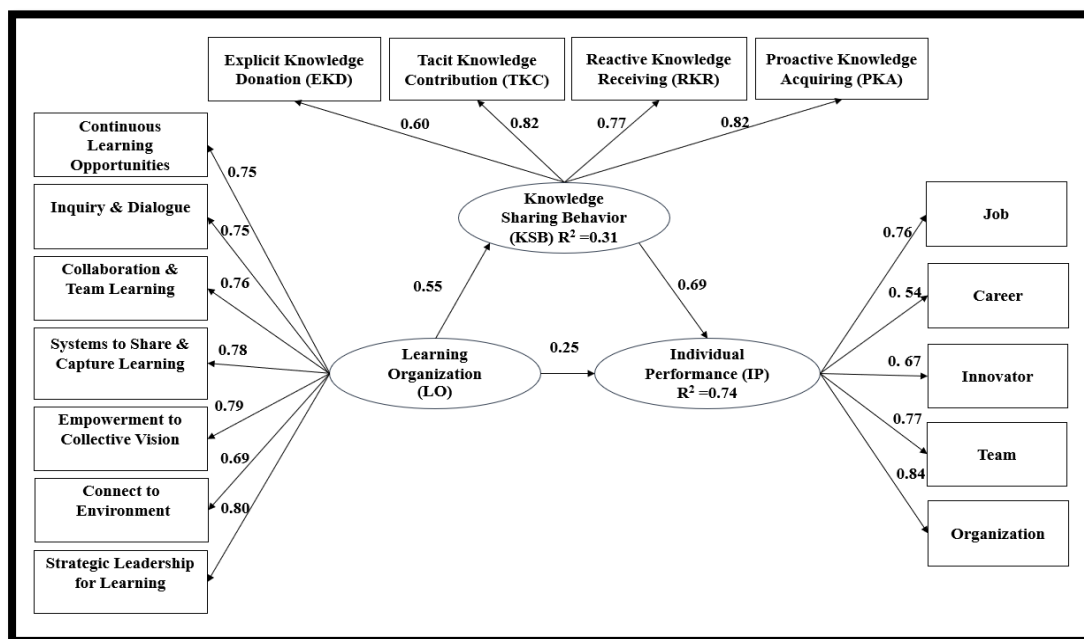 Explicit Knowledge
Donation (EKD)
Tacit Knowledge
Contribution (TKC)
Reactive Knowledge
Receiving (RKR)
Proactive Knowledge
Acquiring (PKA)
0.60
0.82
0.77
0.82
Continuous
Learning
Opportunities
Inquiry & Dialogue
Collaboration &
Team Learning
Systems to Share &
Capture Learning
Empowerment to
Collective Vision
Connect to
Environment
Strategic Leadership
for Learning
0.75
0.75
0.76
0.78
0.79
0.69
0.80
Knowledge
Sharing Behavior
(KSB) R² =0.31
0.55
0.69
Learning
Organization
(LO)
0.25
Individual
Performance (IP)
R² =0.74
0.76
0. 54
0. 67
0.77
0.84
Job
Career
Innovator
Team
Organization